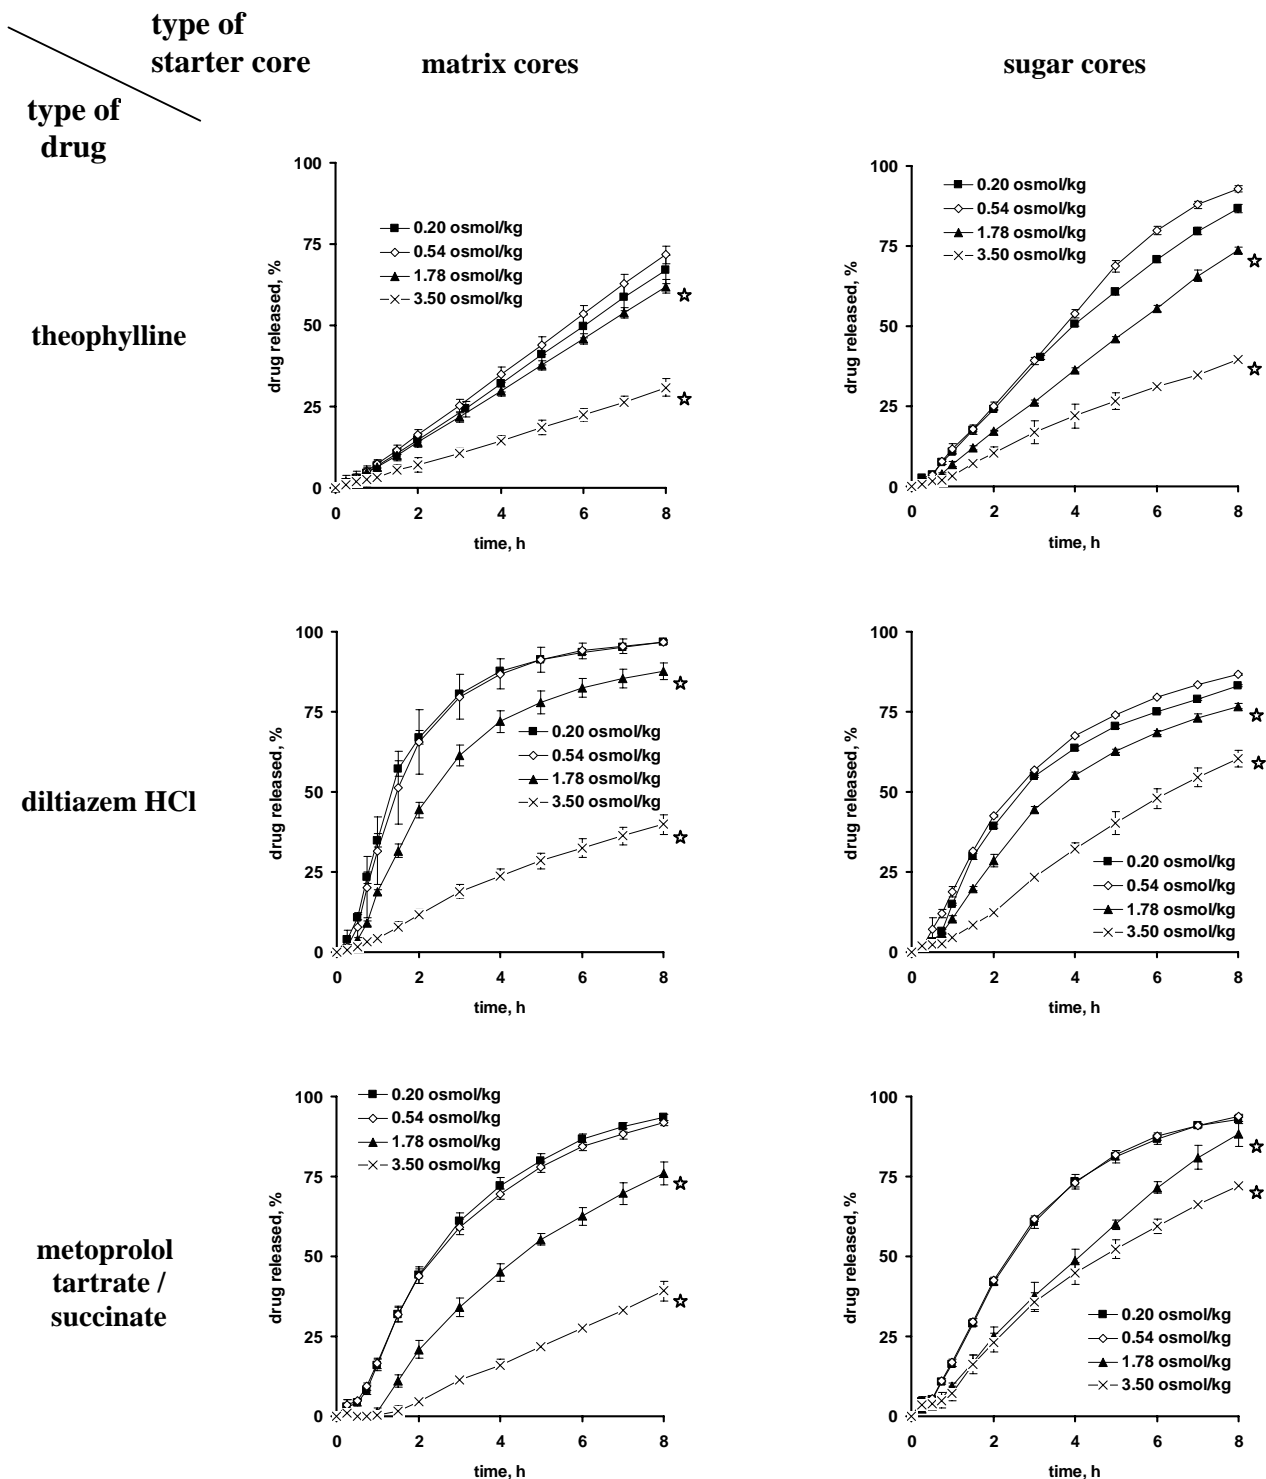 type of
starter core
matrix cores
sugar cores
type of
drug
theophylline
100
75
50
25
0
drug released, %
0.20 osmol/kg
0.54 osmol/kg
1.78 osmol/kg
3.50 osmol/kg
0 2 4 6 8
time, h
100
75
50
25
0
drug released, %
0.20 osmol/kg
0.54 osmol/kg
1.78 osmol/kg
3.50 osmol/kg
0 2 4 6 8
time, h
diltiazem HCl
100
75
50
25
0
drug released, %
0.20 osmol/kg
0.54 osmol/kg
1.78 osmol/kg
3.50 osmol/kg
0 2 4 6 8
time, h
100
75
50
25
0
drug released, %
0.20 osmol/kg
0.54 osmol/kg
1.78 osmol/kg
3.50 osmol/kg
0 2 4 6 8
time, h
metoprolol
tartrate /
succinate
100
75
50
25
0
drug released, %
0.20 osmol/kg
0.54 osmol/kg
1.78 osmol/kg
3.50 osmol/kg
0 2 4 6 8
time, h
100
75
50
25
0
drug released, %
0.20 osmol/kg
0.54 osmol/kg
1.78 osmol/kg
3.50 osmol/kg
0 2 4 6 8
time, h